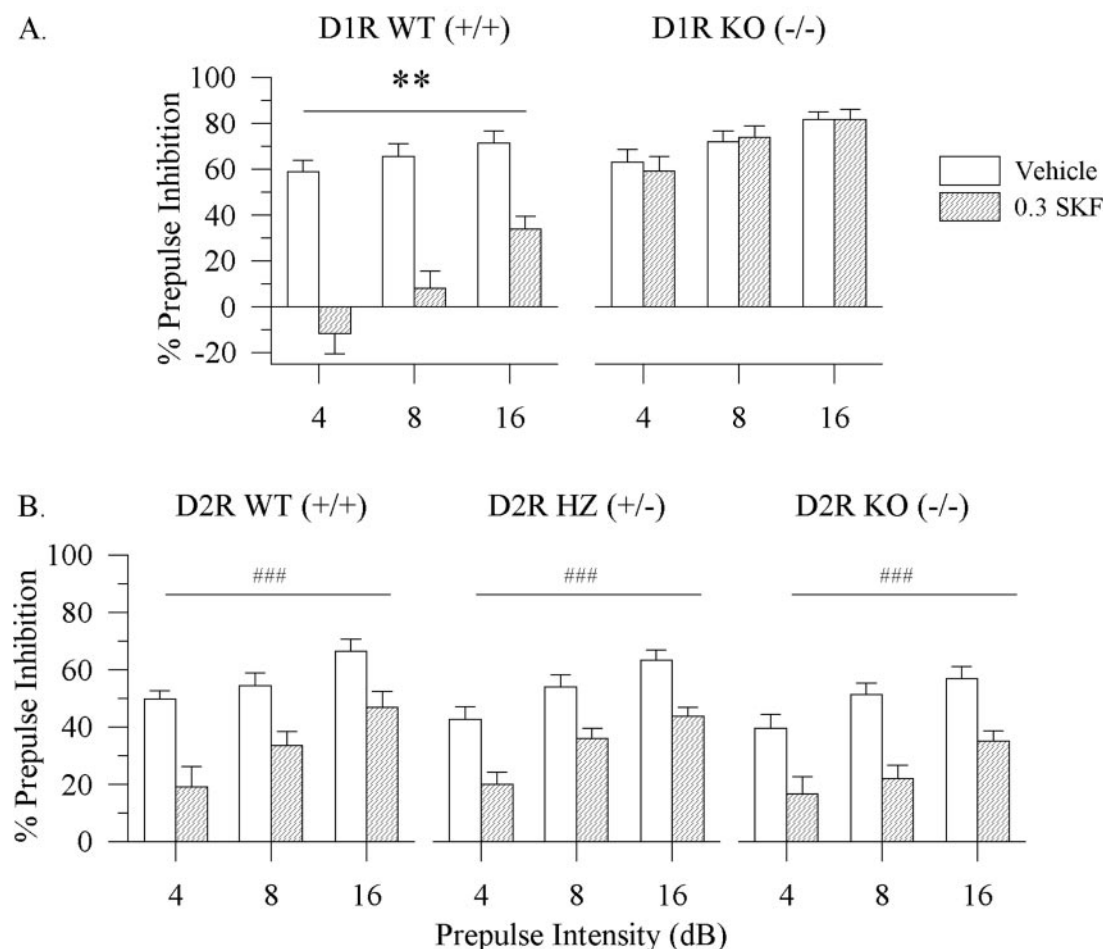 A.
D1R WT (+/+)
D1R KO (-/-)
% Prepulse Inhibition
100
80
60
40
20
0
-20
**
4
8
16
4
8
16
Vehicle
0.3 SKF
B.
D2R WT (+/+)
D2R HZ (+/-)
D2R KO (-/-)
% Prepulse Inhibition
100
80
60
40
20
0
###
###
###
4
8
16
4
8
16
4
8
16
Prepulse Intensity (dB)